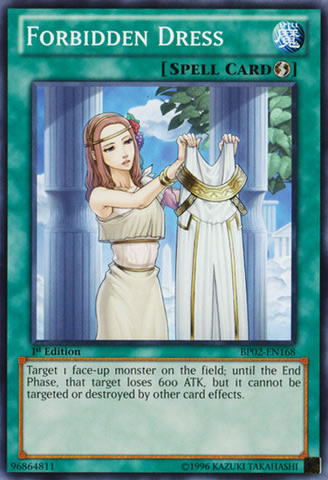 FORBIDDEN DRESS
魔
[SPELL CARD]
1st Edition
BP02-EN168
Target 1 face-up monster on the field; until the End
Phase, that target loses 600 ATK, but it cannot be
targeted or destroyed by other card effects.
96864811
©1996 KAZUKI TAKAHASHI